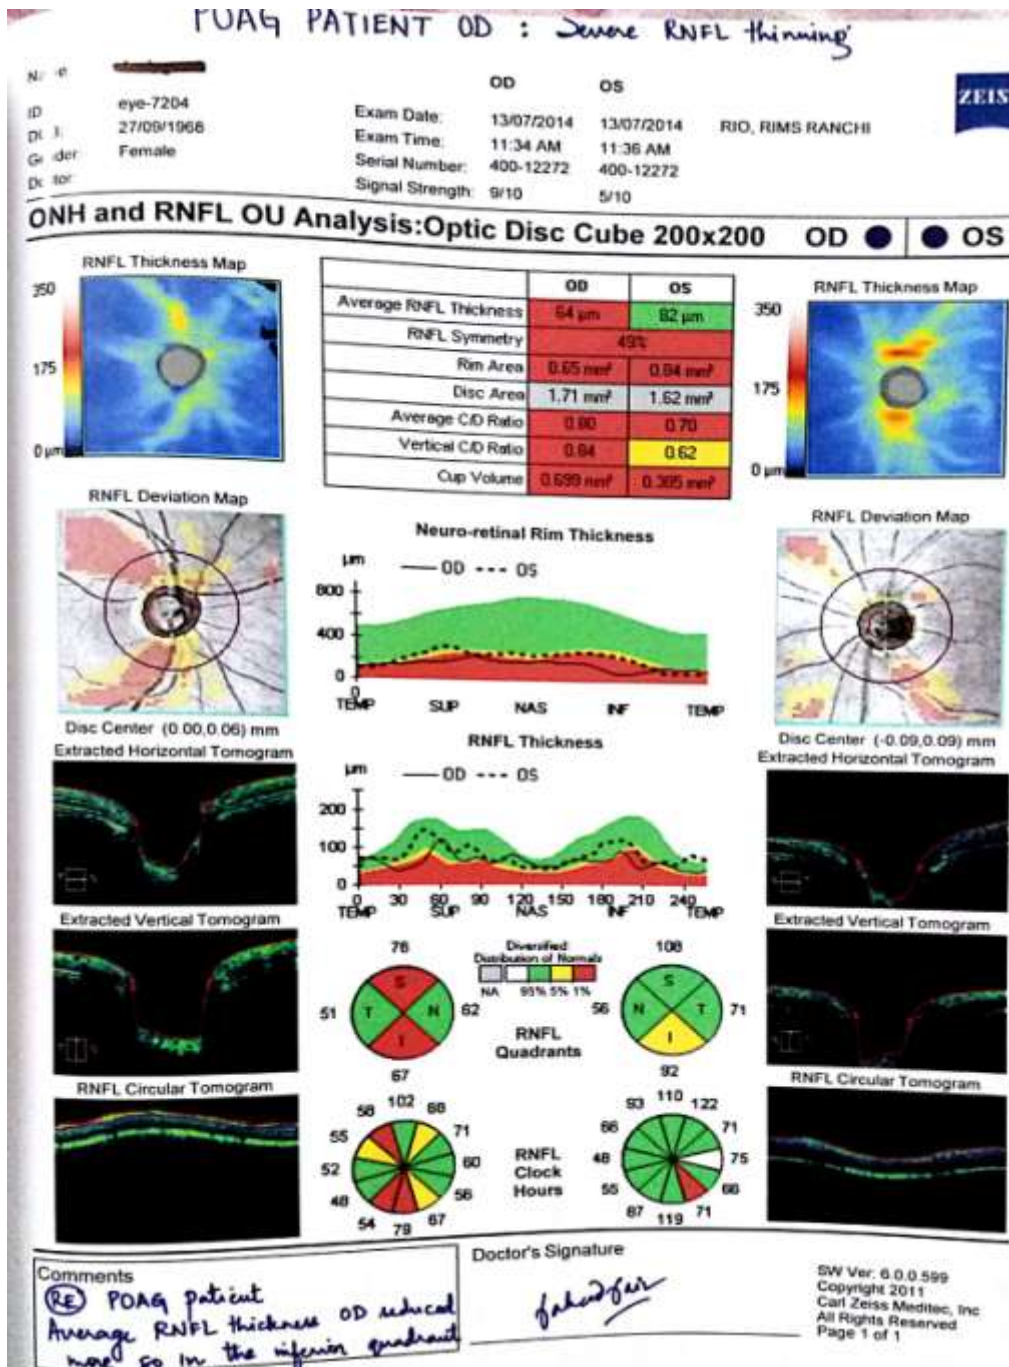 POAG PATIENT OD : Severe RNFL thinning
OD OS
ZEISS
ID eye-7204
Exam Date: 13/07/2014 13/07/2014 RIO, RIMS RANCHI
27/09/1968
Exam Time: 11:34 AM 11:36 AM
Female
Serial Number: 400-12272 400-12272
Signal Strength: 9/10 5/10
ONH and RNFL OU Analysis:Optic Disc Cube 200x200 OD OS
RNFL Thickness Map
350
175
0 µm
OD OS
Average RNFL Thickness 64 µm 82 µm
RNFL Symmetry 49%
Rim Area 0.65 mm² 0.84 mm²
Disc Area 1.71 mm² 1.62 mm²
Average C/D Ratio 0.80 0.70
Vertical C/D Ratio 0.84 0.62
Cup Volume 0.699 mm³ 0.385 mm³
RNFL Thickness Map
350
175
0 µm
RNFL Deviation Map
Disc Center (0.00,0.06) mm
Extracted Horizontal Tomogram
Extracted Vertical Tomogram
RNFL Circular Tomogram
Neuro-retinal Rim Thickness
µm OD OS
800
400
0
0
TEMP SUP NAS INF TEMP
RNFL Thickness
µm OD OS
200
100
0
0 30 60 90 120 150 180 210 240
TEMP SUP NAS INF TEMP
Diversified
Distribution of Normals
NA 95% 5% 1%
76
S
51 T N 62
I
67
RNFL
Quadrants
108
S
56 N T 71
I
92
58 102 68
55 71
52 60
48 56
54 79 67
RNFL
Clock
Hours
93 110 122
66 71
48 75
55 66
87 119 71
RNFL Deviation Map
Disc Center (-0.09,0.09) mm
Extracted Horizontal Tomogram
Extracted Vertical Tomogram
RNFL Circular Tomogram
Comments
RE POAG patient
Average RNFL thickness OD reduced
more so in the inferior quadrant
Doctor's Signature
SW Ver: 6.0.0.599
Copyright 2011
Carl Zeiss Meditec, Inc
All Rights Reserved
Page 1 of 1